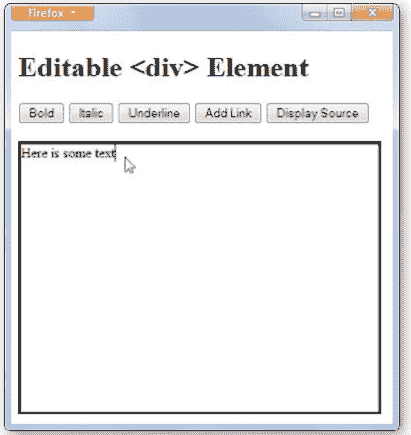 Firefox
Editable <div> Element
Bold Italic Underline Add Link Display Source
Here is some text